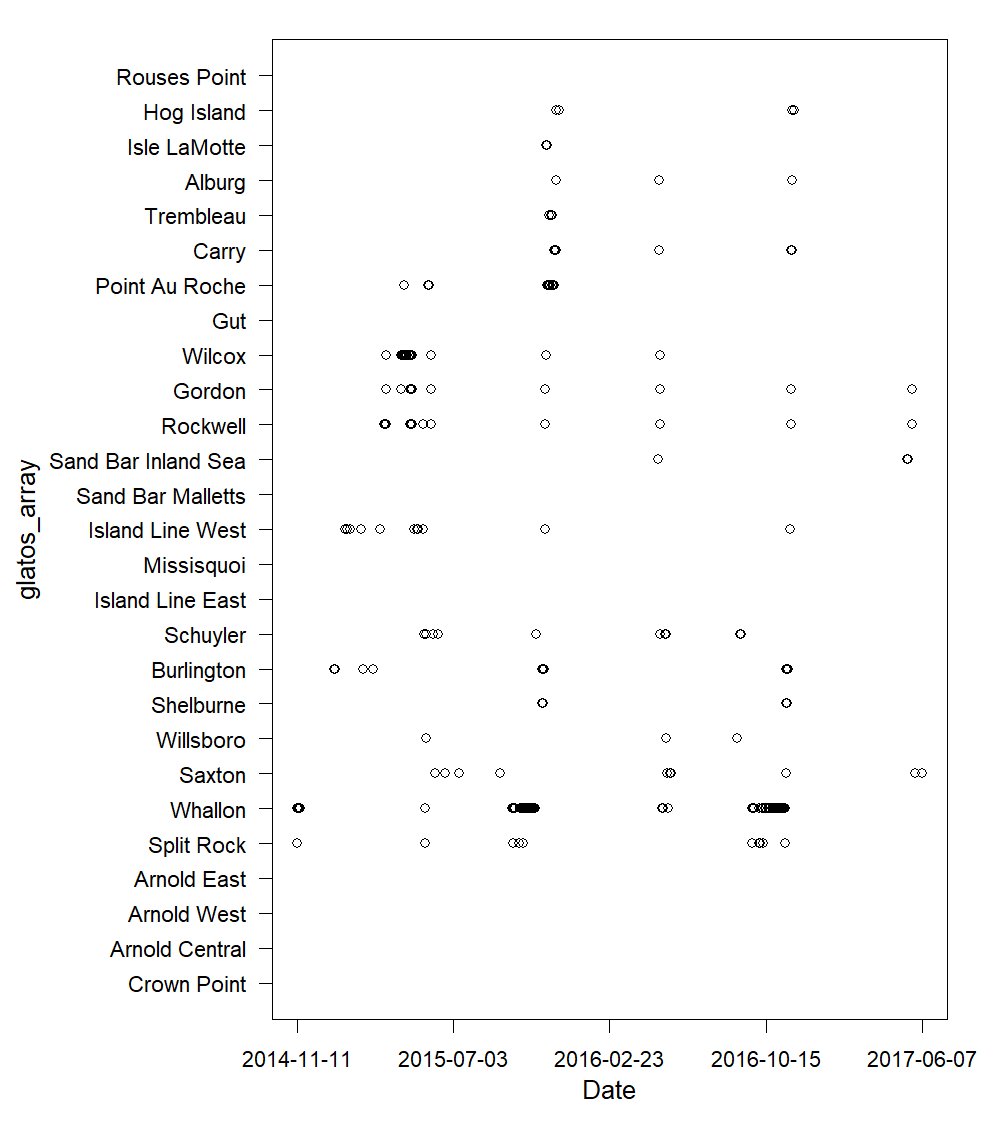 Rouses Point
Hog Island
Isle LaMotte
Alburg
Trembleau
Carry
Point Au Roche
Gut
Wilcox
Gordon
Rockwell
Sand Bar Inland Sea
Sand Bar Malletts
Island Line West
Missisquoi
Island Line East
Schuyler
Burlington
Shelburne
Willsboro
Saxton
Whallon
Split Rock
Arnold East
Arnold West
Arnold Central
Crown Point
glatos_array
2014-11-11 2015-07-03 2016-02-23 2016-10-15 2017-06-07
Date